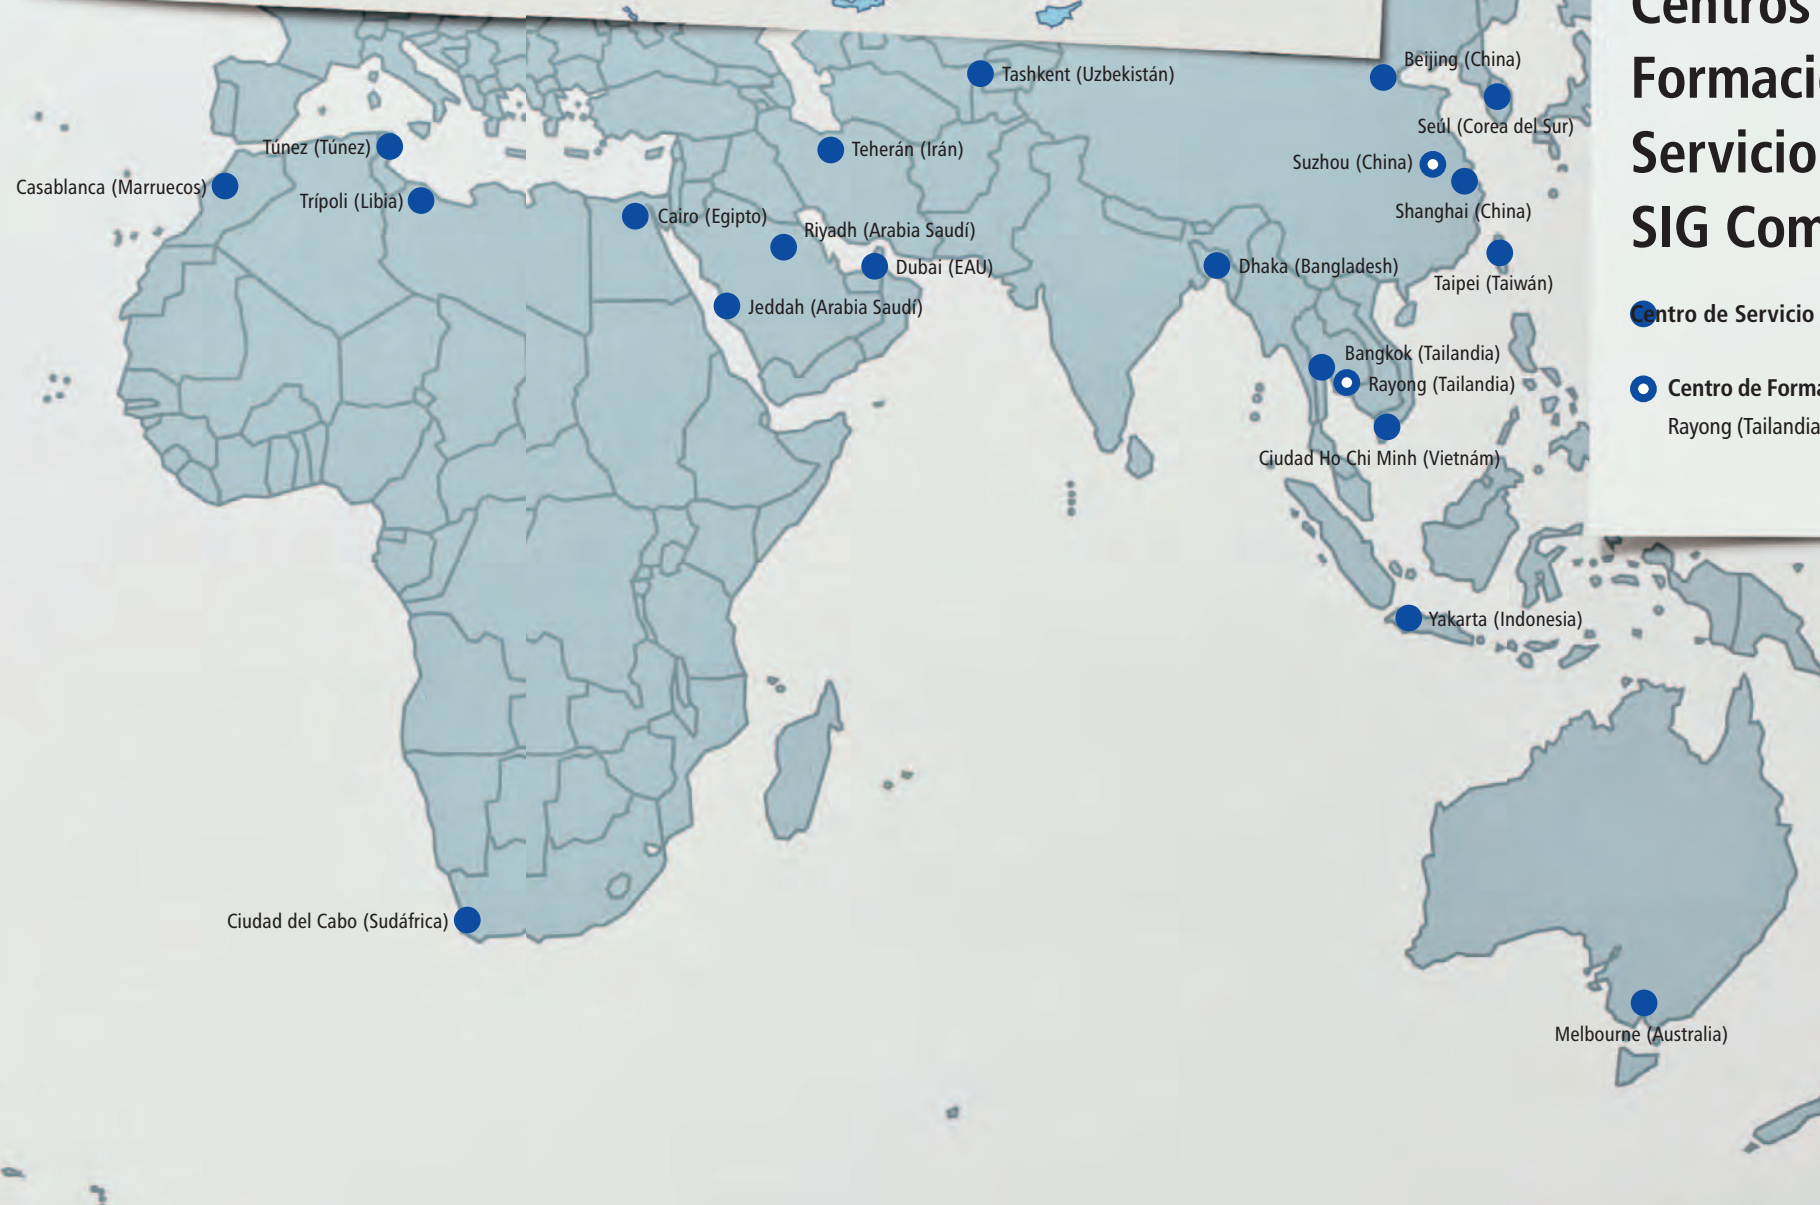 Centros
Formaci
Servicio
SIG Com
Centro de Servicio
Centro de Forma
Rayong (Tailandia
Tashkent (Uzbekistán)
Beijing (China)
Seúl (Corea del Sur)
Túnez (Túnez)
Teherán (Irán)
Suzhou (China)
Casablanca (Marruecos)
Trípoli (Libia)
Shanghai (China)
Cairo (Egipto)
Riyadh (Arabia Saudí)
Dubai (EAU)
Dhaka (Bangladesh)
Taipei (Taiwán)
Jeddah (Arabia Saudí)
Bangkok (Tailandia)
Rayong (Tailandia)
Ciudad Ho Chi Minh (Vietnám)
Yakarta (Indonesia)
Ciudad del Cabo (Sudáfrica)
Melbourne (Australia)